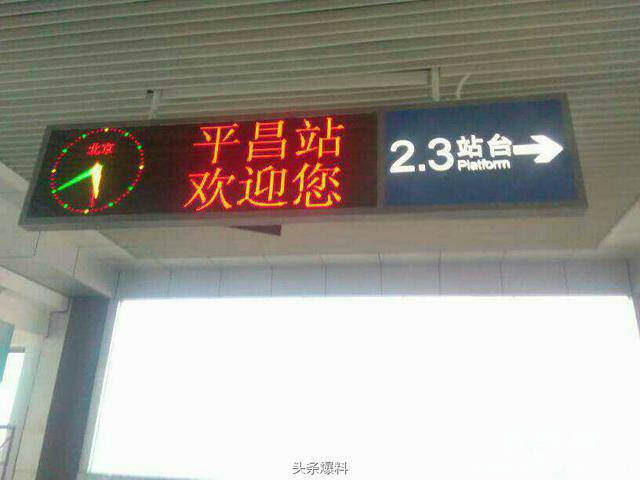 北京
平昌站
欢迎您
2.3站台
Platform
头条爆料